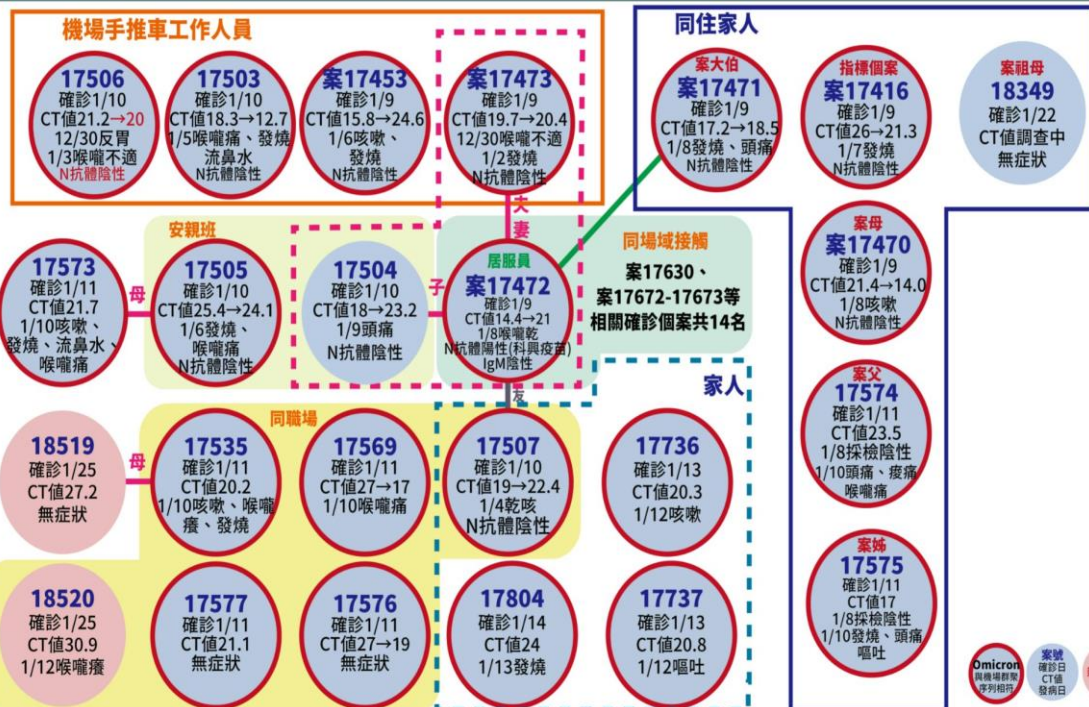 機場手推車工作人員
17506
確診1/10
CT值21.2→20
12/30反胃
1/3喉嚨不適
N抗體陰性
17503
確診1/10
CT值18.3→12.7
1/5喉嚨痛、發燒
流鼻水
N抗體陰性
案17453
確診1/9
CT值15.8→24.6
1/6咳嗽、
發燒
N抗體陰性
案17473
確診1/9
CT值19.7→20.4
12/30喉嚨不適
1/2發燒
N抗體陰性
同住家人
案大伯
案17471
確診1/9
CT值17.2→18.5
1/8發燒、頭痛
N抗體陰性
指標個案
案17416
確診1/9
CT值26→21.3
1/7發燒
N抗體陰性
案祖母
18349
確診1/22
CT值調查中
無症狀
夫
妻
17573
確診1/11
CT值21.7
1/10咳嗽、
發燒、流鼻水、
喉嚨痛
母
安親班
17505
確診1/10
CT值25.4→24.1
1/6發燒、
喉嚨痛
N抗體陰性
17504
確診1/10
CT值18→23.2
1/9頭痛
N抗體陰性
子
居服員
案17472
確診1/9
CT值14.4→21
1/8喉嚨乾
N抗體陽性(科興疫苗)
IgM陰性
同場域接觸
案17630、
案17672-17673等
相關確診個案共14名
案母
案17470
確診1/9
CT值21.4→14.0
1/8咳嗽
N抗體陰性
友
家人
案父
17574
確診1/11
CT值23.5
1/8採檢陰性
1/10頭痛、痠痛
喉嚨痛
18519
確診1/25
CT值27.2
無症狀
母
同職場
17535
確診1/11
CT值20.2
1/10咳嗽、喉嚨
癢、發燒
17569
確診1/11
CT值27→17
1/10喉嚨痛
17507
確診1/10
CT值19→22.4
1/4乾咳
N抗體陰性
17736
確診1/13
CT值20.3
1/12咳嗽
案姊
17575
確診1/11
CT值17
1/8採檢陰性
1/10發燒、頭痛
嘔吐
18520
確診1/25
CT值30.9
1/12喉嚨癢
17577
確診1/11
CT值21.1
無症狀
17576
確診1/11
CT值27→19
無症狀
17804
確診1/14
CT值24
1/13發燒
17737
確診1/13
CT值20.8
1/12嘔吐
Omicron
與機場群聚
序列相符
案號
確診日
CT值
發病日